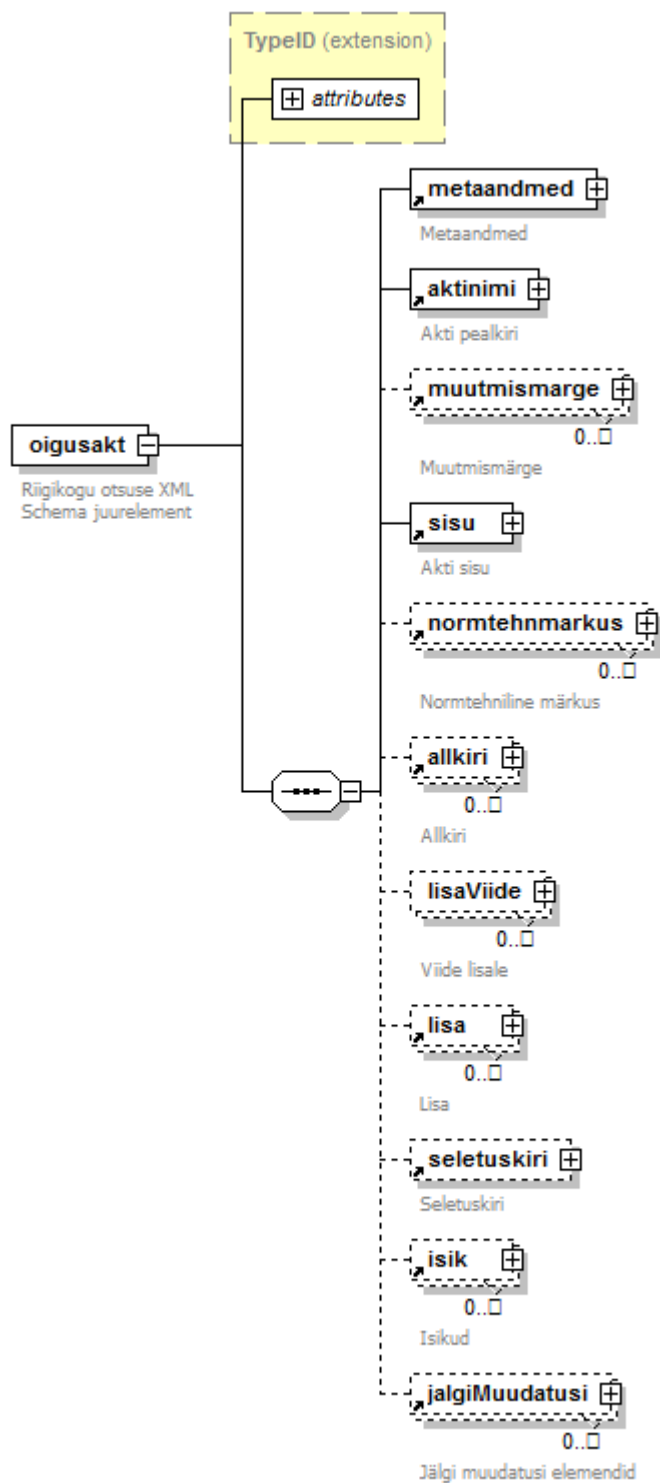 TypeID (extension)
attributes
metaandmed
Metaandmed
aktinimi
Akti pealkiri
muutmismarge
0..□
Muutmismärge
oigusakt
Riigikogu otsuse XML
Schema juurelement
sisu
Akti sisu
normtehnmarkus
0..□
Normtehniline märkus
allkiri
0..□
Allkiri
lisaViide
0..□
Viide lisale
lisa
0..□
Lisa
seletuskiri
Seletuskiri
isik
0..□
Isikud
jalgiMuudatusi
0..□
Jälgi muudatusi elemendid